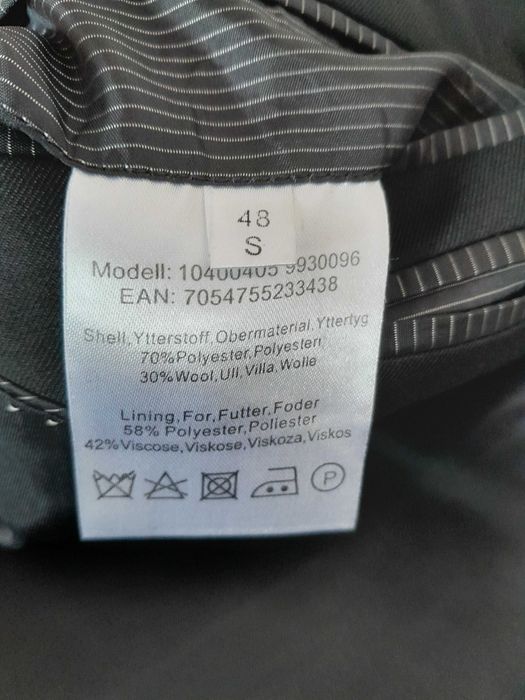 48
S
Modell: 10400405 9930096
EAN: 7054755233438
Shell,Ytterstoff,Obermaterial,Yttertyg
70%Polyester,Polyesteri,
30%Wool,Ull,Villa,Wolle
Lining,For,Futter,Foder
58% Polyester,Poliester
42%Viscose,Viskose,Viskoza,Viskos
P